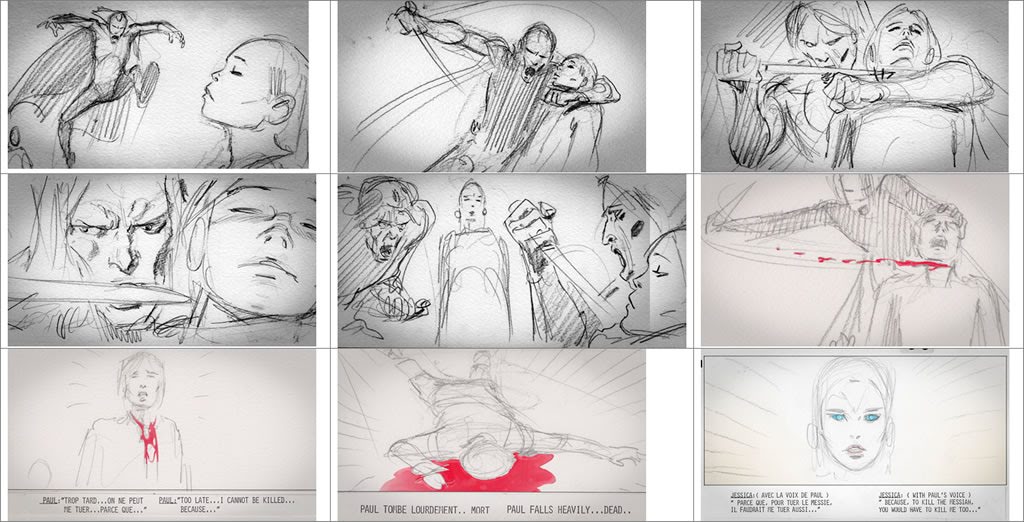 PAUL:"TROP TARD...ON NE PEUT
ME TUER...PARCE QUE..."
PAUL:"TOO LATE...I CANNOT BE KILLED...
BECAUSE..."
PAUL TOMBE LOURDEMENT.. MORT
PAUL FALLS HEAVILY...DEAD..
JESSICA:( AVEC LA VOIX DE PAUL )
" PARCE QUE, POUR TUER LE MESSIE,
IL FAUDRAIT ME TUER AUSSI..."
JESSICA: ( WITH PAUL'S VOICE )
" BECAUSE, TO KILL THE MESSIAH,
YOU WOULD HAVE TO KILL ME TOO..."